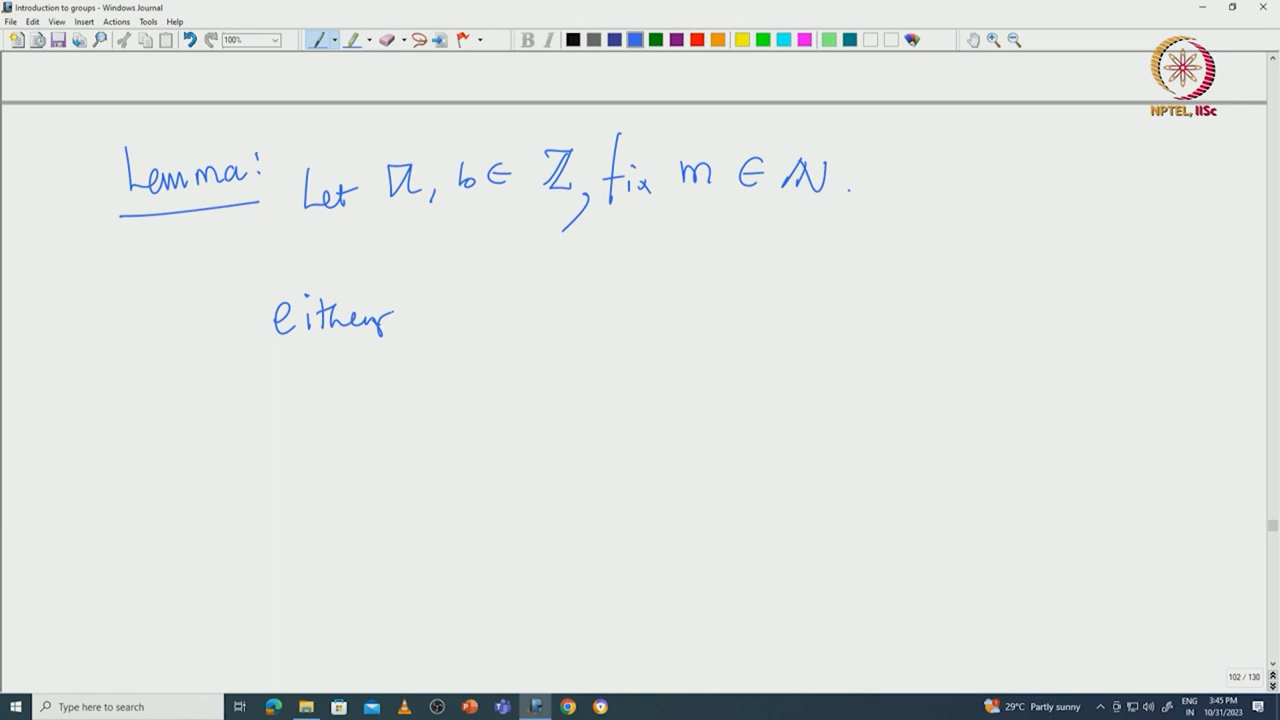 Introduction to groups - Windows Journal
File Edit View Insert Actions Tools Help
100%
B I
NPTEL, IISc
Lemma: Let a, b ∈ ℤ, fix m ∈ ℕ.
either
102 / 130
Type here to search
29°C Partly sunny
ENG
IN
3:45 PM
10/31/2023